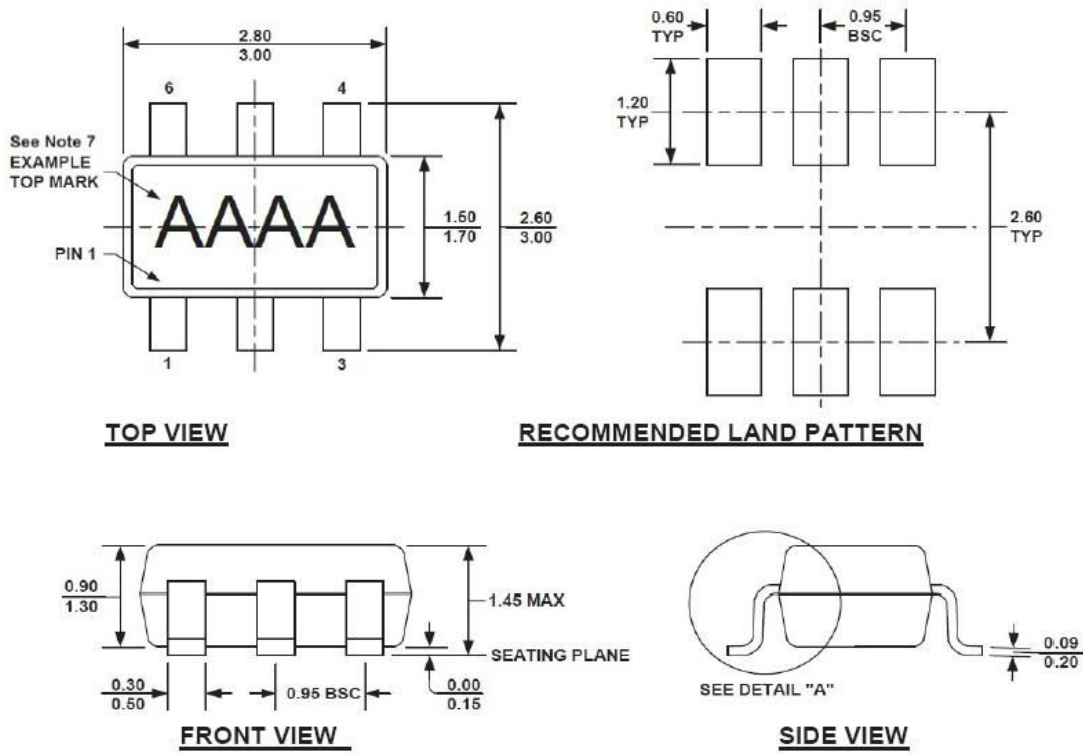 2.80
3.00
6
4
See Note 7
EXAMPLE
TOP MARK
AAAA
PIN 1
1.50
1.70
2.60
3.00
1
3
TOP VIEW
0.60
TYP
0.95
BSC
1.20
TYP
2.60
TYP
RECOMMENDED LAND PATTERN
0.90
1.30
1.45 MAX
SEATING PLANE
0.30
0.50
0.95 BSC
0.00
0.15
FRONT VIEW
SEE DETAIL "A"
0.09
0.20
SIDE VIEW